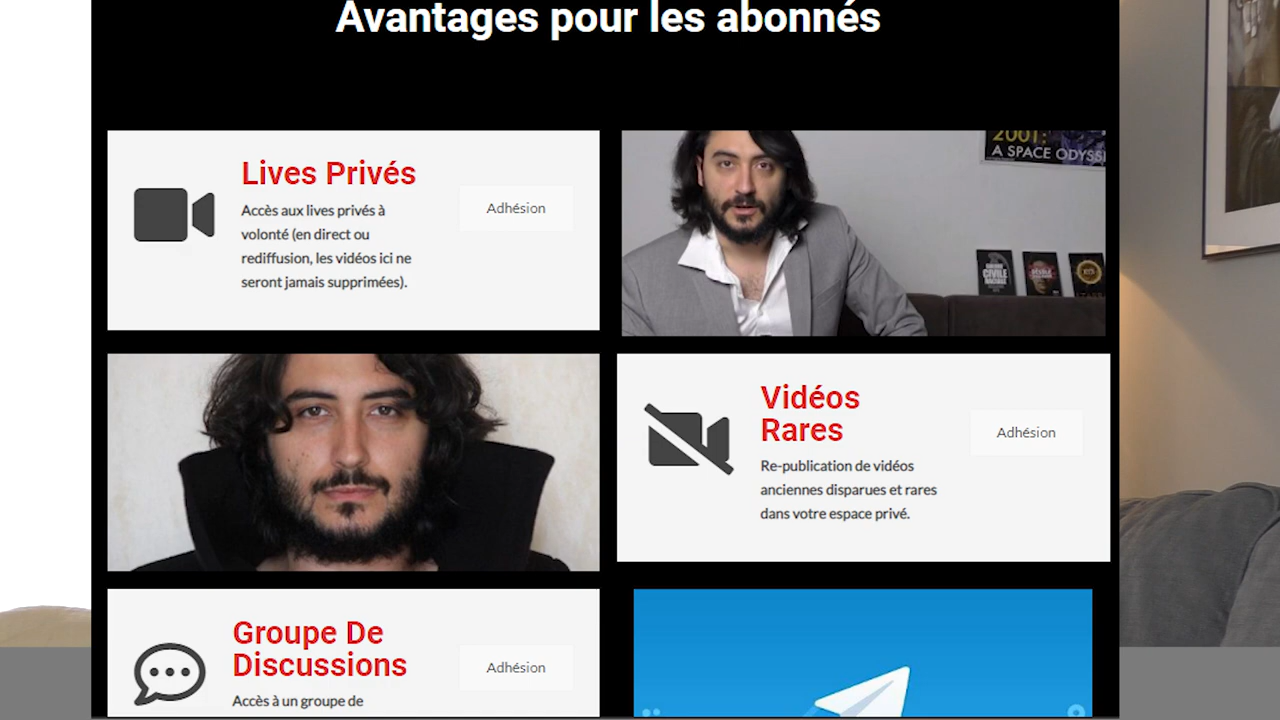 Avantages pour les abonnés
Lives Privés
Accès aux lives privés à
volonté (en direct ou
rediffusion, les vidéos ici ne
seront jamais supprimées).
Adhésion
2001:
A SPACE ODYSS
CIVILE
Vidéos
Rares
Re-publication de vidéos
anciennes disparues et rares
dans votre espace privé.
Adhésion
Groupe De
Discussions
Accès à un groupe de
Adhésion